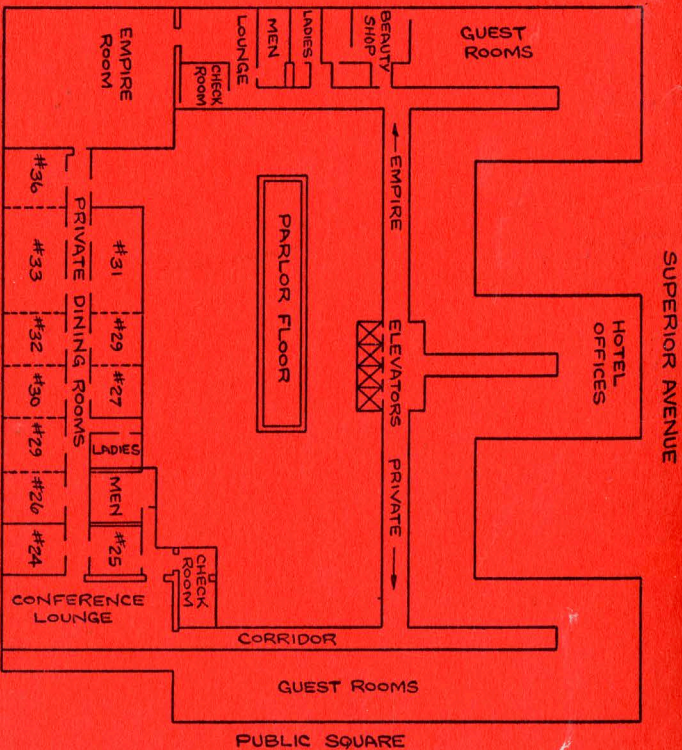 EMPIRE
ROOM
LOUNGE
CHECK
ROOM
MEN
LADIES
BEAUTY
SHOP
GUEST
ROOMS
SUPERIOR AVENUE
← EMPIRE
#36
#33
#32
#30
#29
#26
#24
PRIVATE DINING ROOMS
#31
#29
#27
LADIES
MEN
#25
PARLOR FLOOR
ELEVATORS
HOTEL
OFFICES
PRIVATE →
CHECK
ROOM
CONFERENCE
LOUNGE
CORRIDOR
GUEST ROOMS
PUBLIC SQUARE